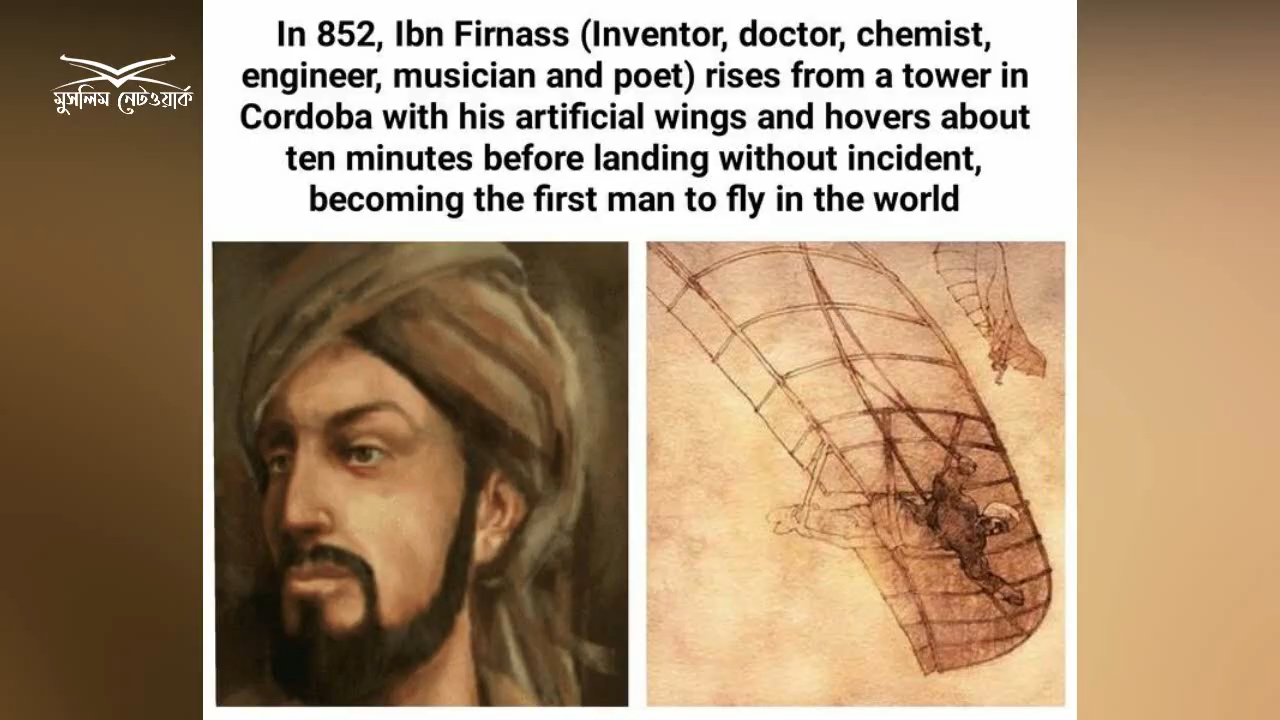 মুসলিম নেটওয়ার্ক
In 852, Ibn Firnass (Inventor, doctor, chemist,
engineer, musician and poet) rises from a tower in
Cordoba with his artificial wings and hovers about
ten minutes before landing without incident,
becoming the first man to fly in the world